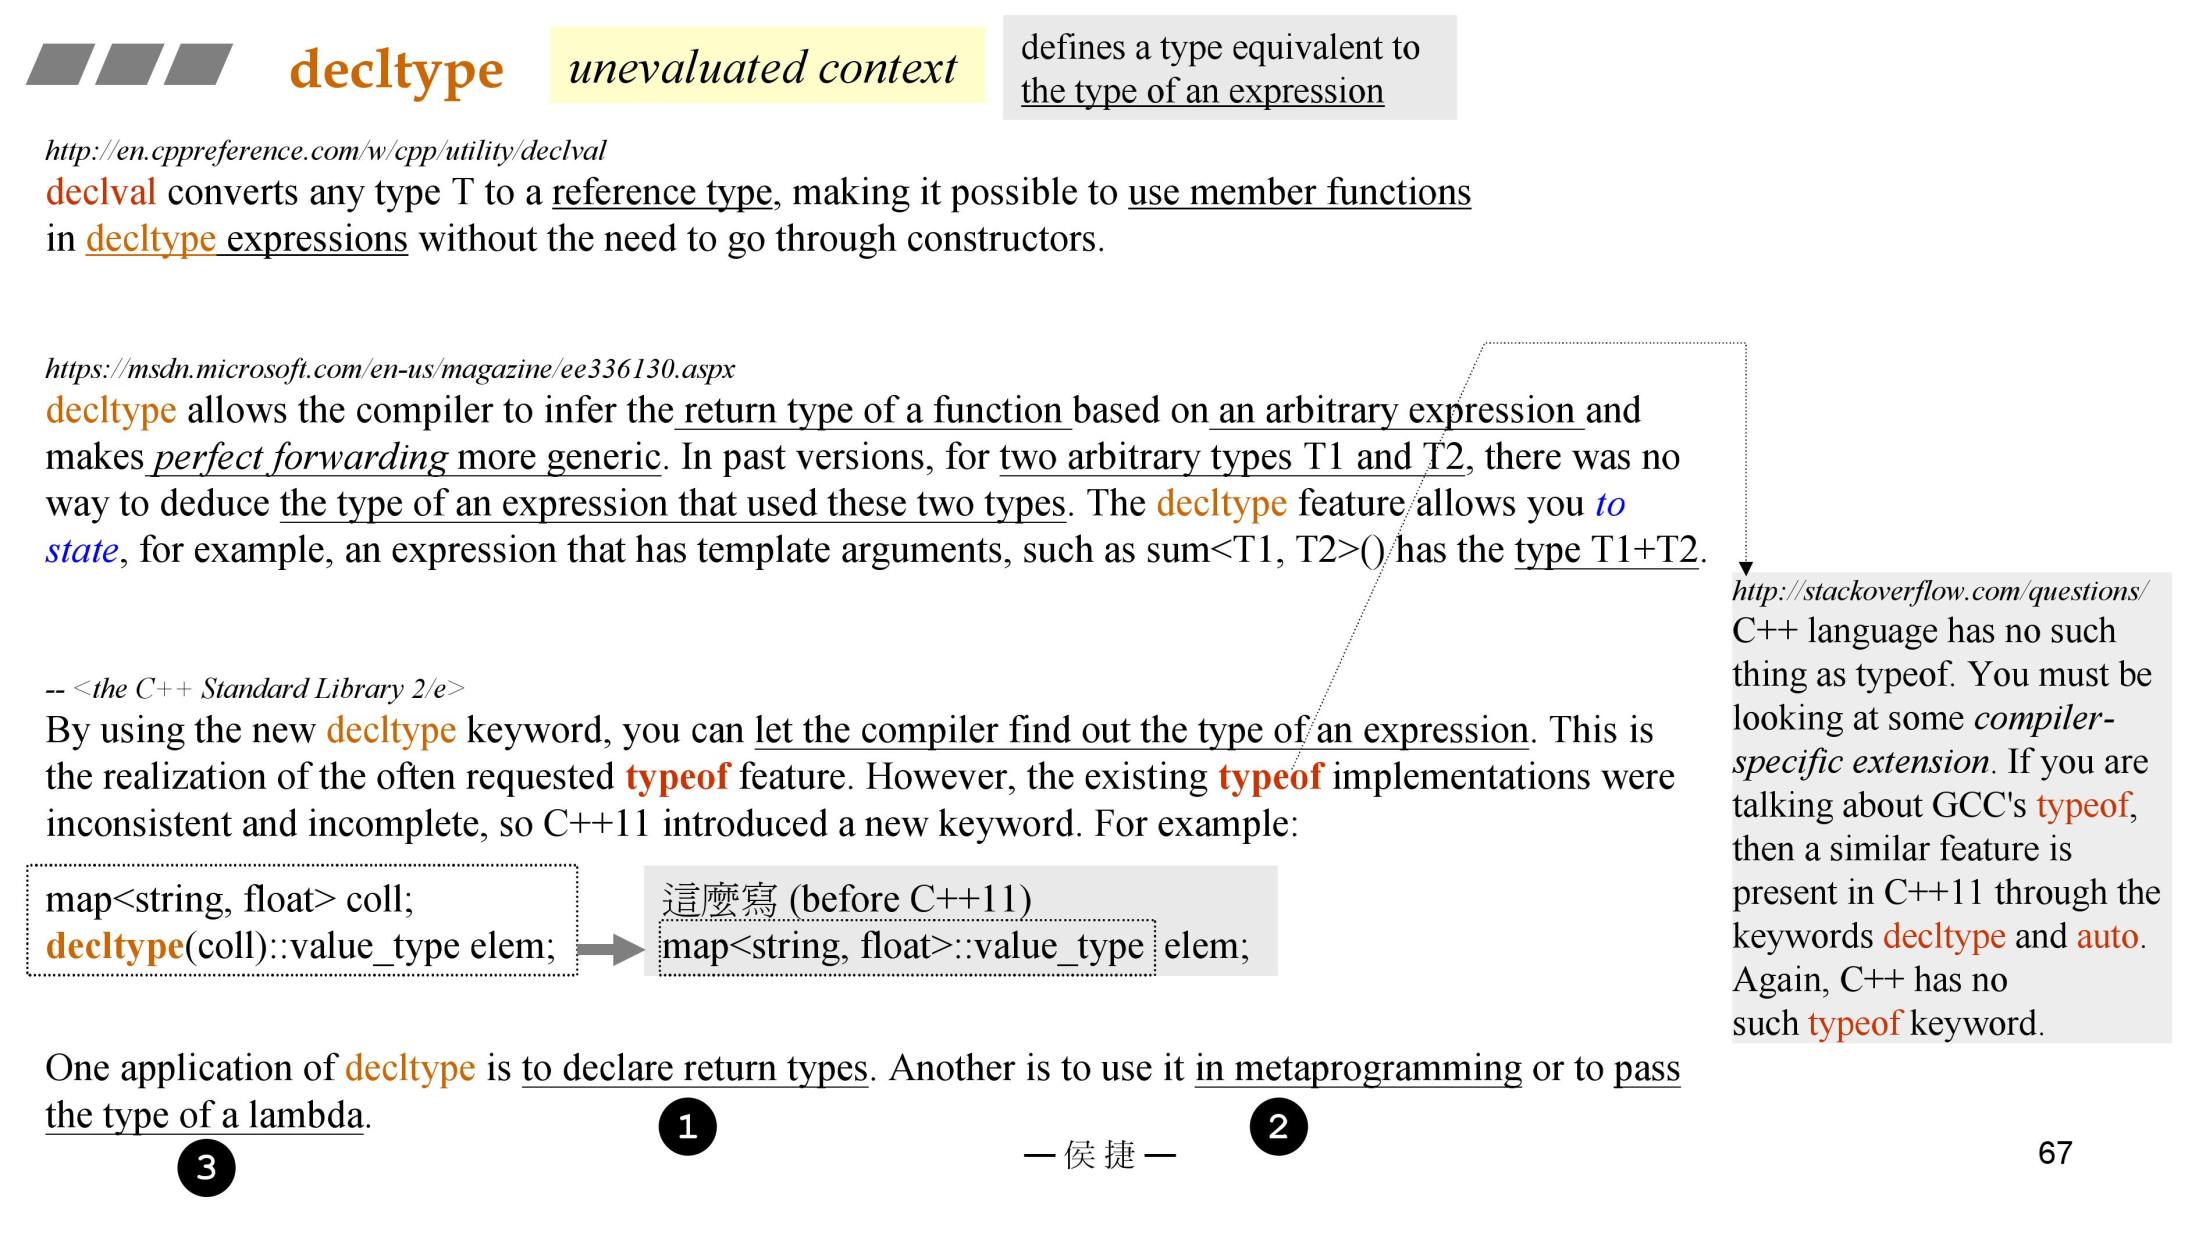 decltype
unevaluated context
defines a type equivalent to
the type of an expression
http://en.cppreference.com/w/cpp/utility/declval
declval converts any type T to a reference type, making it possible to use member functions
in decltype expressions without the need to go through constructors.
https://msdn.microsoft.com/en-us/magazine/ee336130.aspx
decltype allows the compiler to infer the return type of a function based on an arbitrary expression and
makes perfect forwarding more generic. In past versions, for two arbitrary types T1 and T2, there was no
way to deduce the type of an expression that used these two types. The decltype feature allows you to
state, for example, an expression that has template arguments, such as sum<T1, T2>() has the type T1+T2.
-- <the C++ Standard Library 2/e>
By using the new decltype keyword, you can let the compiler find out the type of an expression. This is
the realization of the often requested typeof feature. However, the existing typeof implementations were
inconsistent and incomplete, so C++11 introduced a new keyword. For example:
map<string, float> coll;
decltype(coll)::value_type elem;
這麼寫 (before C++11)
map<string, float>::value_type elem;
http://stackoverflow.com/questions/
C++ language has no such
thing as typeof. You must be
looking at some compiler-
specific extension. If you are
talking about GCC's typeof,
then a similar feature is
present in C++11 through the
keywords decltype and auto.
Again, C++ has no
such typeof keyword.
One application of decltype is to declare return types. Another is to use it in metaprogramming or to pass
the type of a lambda.
1
2
3
— 侯 捷 —
67